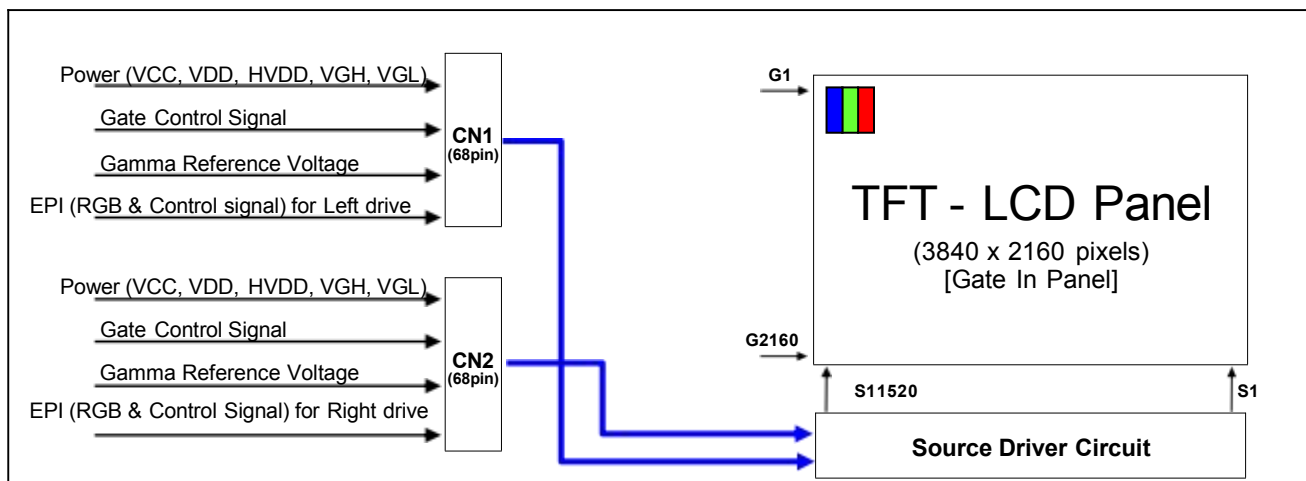 Power (VCC, VDD, HVDD, VGH, VGL)
Gate Control Signal
Gamma Reference Voltage
EPI (RGB & Control signal) for Left drive
CN1
(68pin)
Power (VCC, VDD, HVDD, VGH, VGL)
Gate Control Signal
Gamma Reference Voltage
EPI (RGB & Control Signal) for Right drive
CN2
(68pin)
G1
TFT - LCD Panel
(3840 x 2160 pixels)
[Gate In Panel]
G2160
S11520
S1
Source Driver Circuit